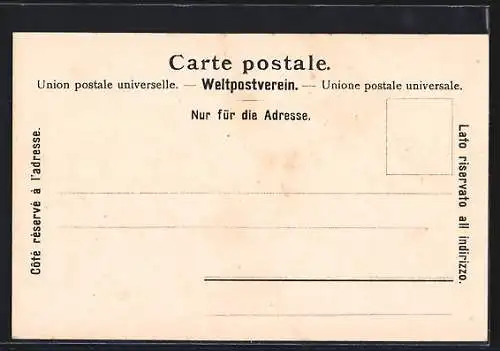 Carte postale.
Union postale universelle. — Weltpostverein. — Unione postale universale.
Nur für die Adresse.
Côté réservé à l'adresse.
Lato riservato all indirizzo.